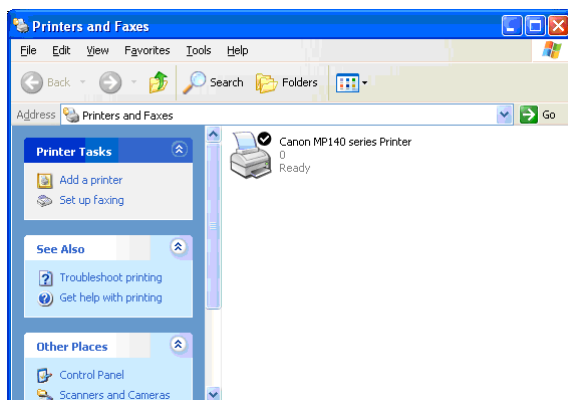 Printers and Faxes
File Edit View Favorites Tools Help
Back Search Folders
Address Printers and Faxes Go
Printer Tasks
Add a printer
Set up faxing
See Also
Troubleshoot printing
Get help with printing
Other Places
Control Panel
Scanners and Cameras
Canon MP140 series Printer
0
Ready